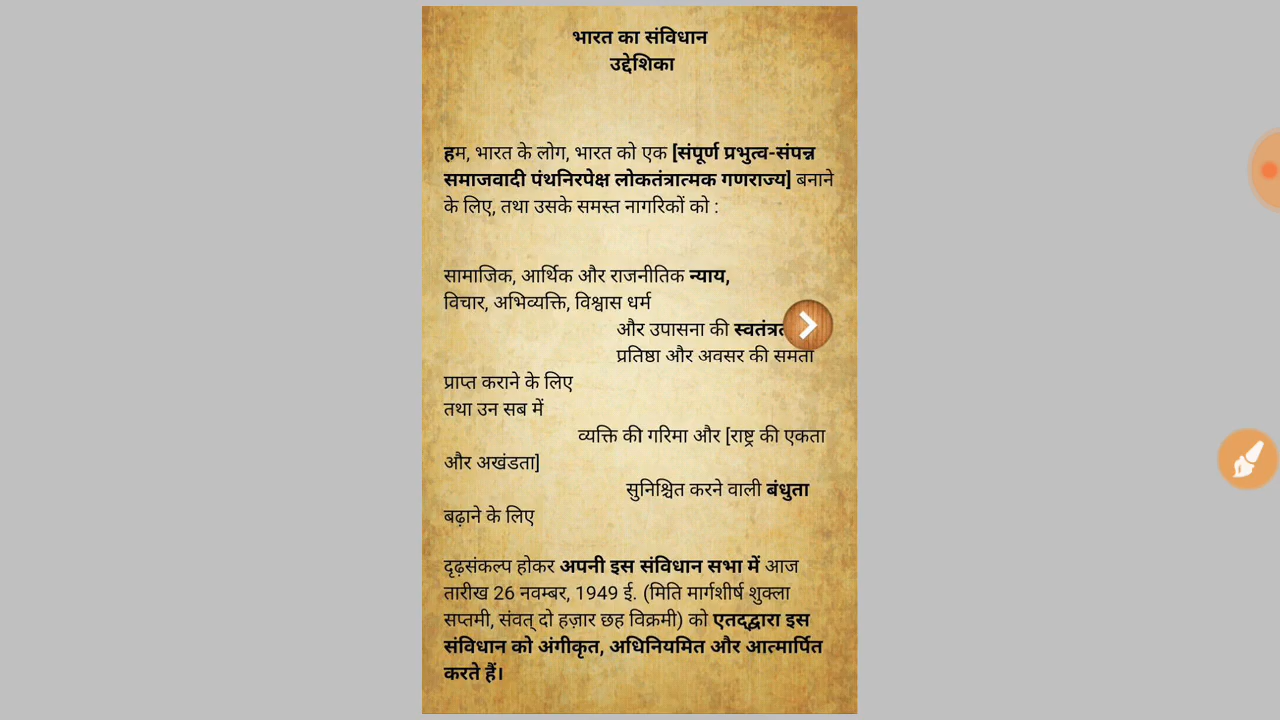 भारत का संविधान
उद्देशिका
हम, भारत के लोग, भारत को एक [संपूर्ण प्रभुत्व-संपन्न
समाजवादी पंथनिरपेक्ष लोकतंत्रात्मक गणराज्य] बनाने
के लिए, तथा उसके समस्त नागरिकों को :
सामाजिक, आर्थिक और राजनीतिक न्याय,
विचार, अभिव्यक्ति, विश्वास धर्म
और उपासना की
प्रतिष्ठा और अवसर की समता
प्राप्त कराने के लिए
तथा उन सब में
व्यक्ति की गरिमा और [राष्ट्र की एकता
और अखंडता]
सुनिश्चित करने वाली बंधुता
बढ़ाने के लिए
दृढ़संकल्प होकर अपनी इस संविधान सभा में आज
तारीख 26 नवम्बर, 1949 ई. (मिति मार्गशीर्ष शुक्ला
सप्तमी, संवत् दो हज़ार छह विक्रमी) को एतद्द्वारा इस
संविधान को अंगीकृत, अधिनियमित और आत्मार्पित
करते हैं।